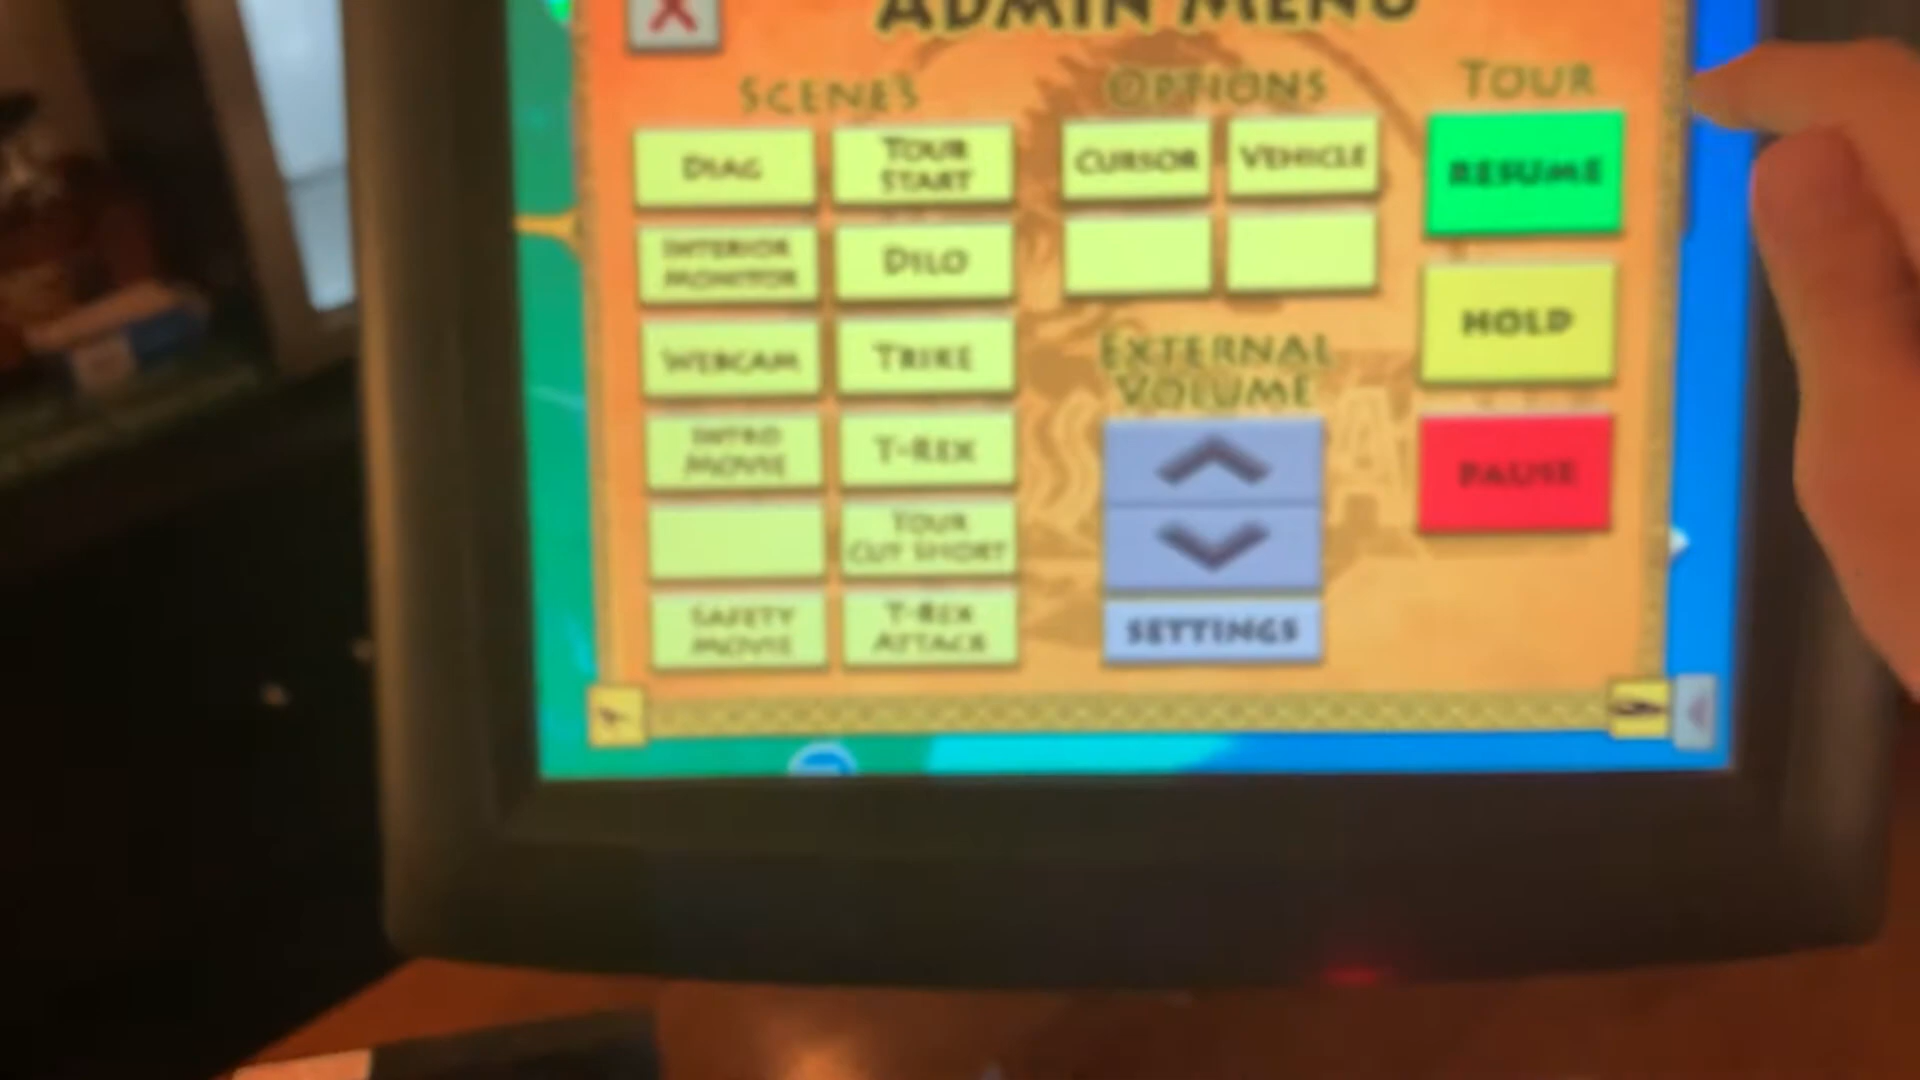 X
ADMIN MENU
SCENES
OPTIONS
TOUR
DIAG
TOUR
START
CURSOR
VEHICLE
RESUME
INTERIOR
MONITOR
DILO
HOLD
WEBCAM
TRIKE
EXTERNAL
VOLUME
INTRO
MOVIE
T-REX
PAUSE
TOUR
CUT SHORT
SAFETY
MOVIE
T-REX
ATTACK
SETTINGS